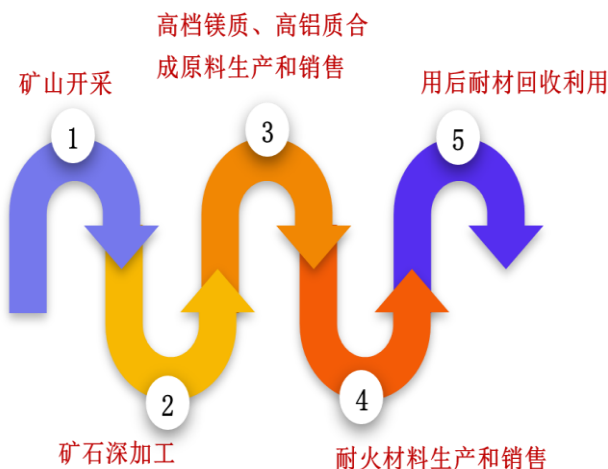 高档镁质、高铝质合
成原料生产和销售
矿山开采
用后耐材回收利用
1
3
5
2
4
矿石深加工
耐火材料生产和销售